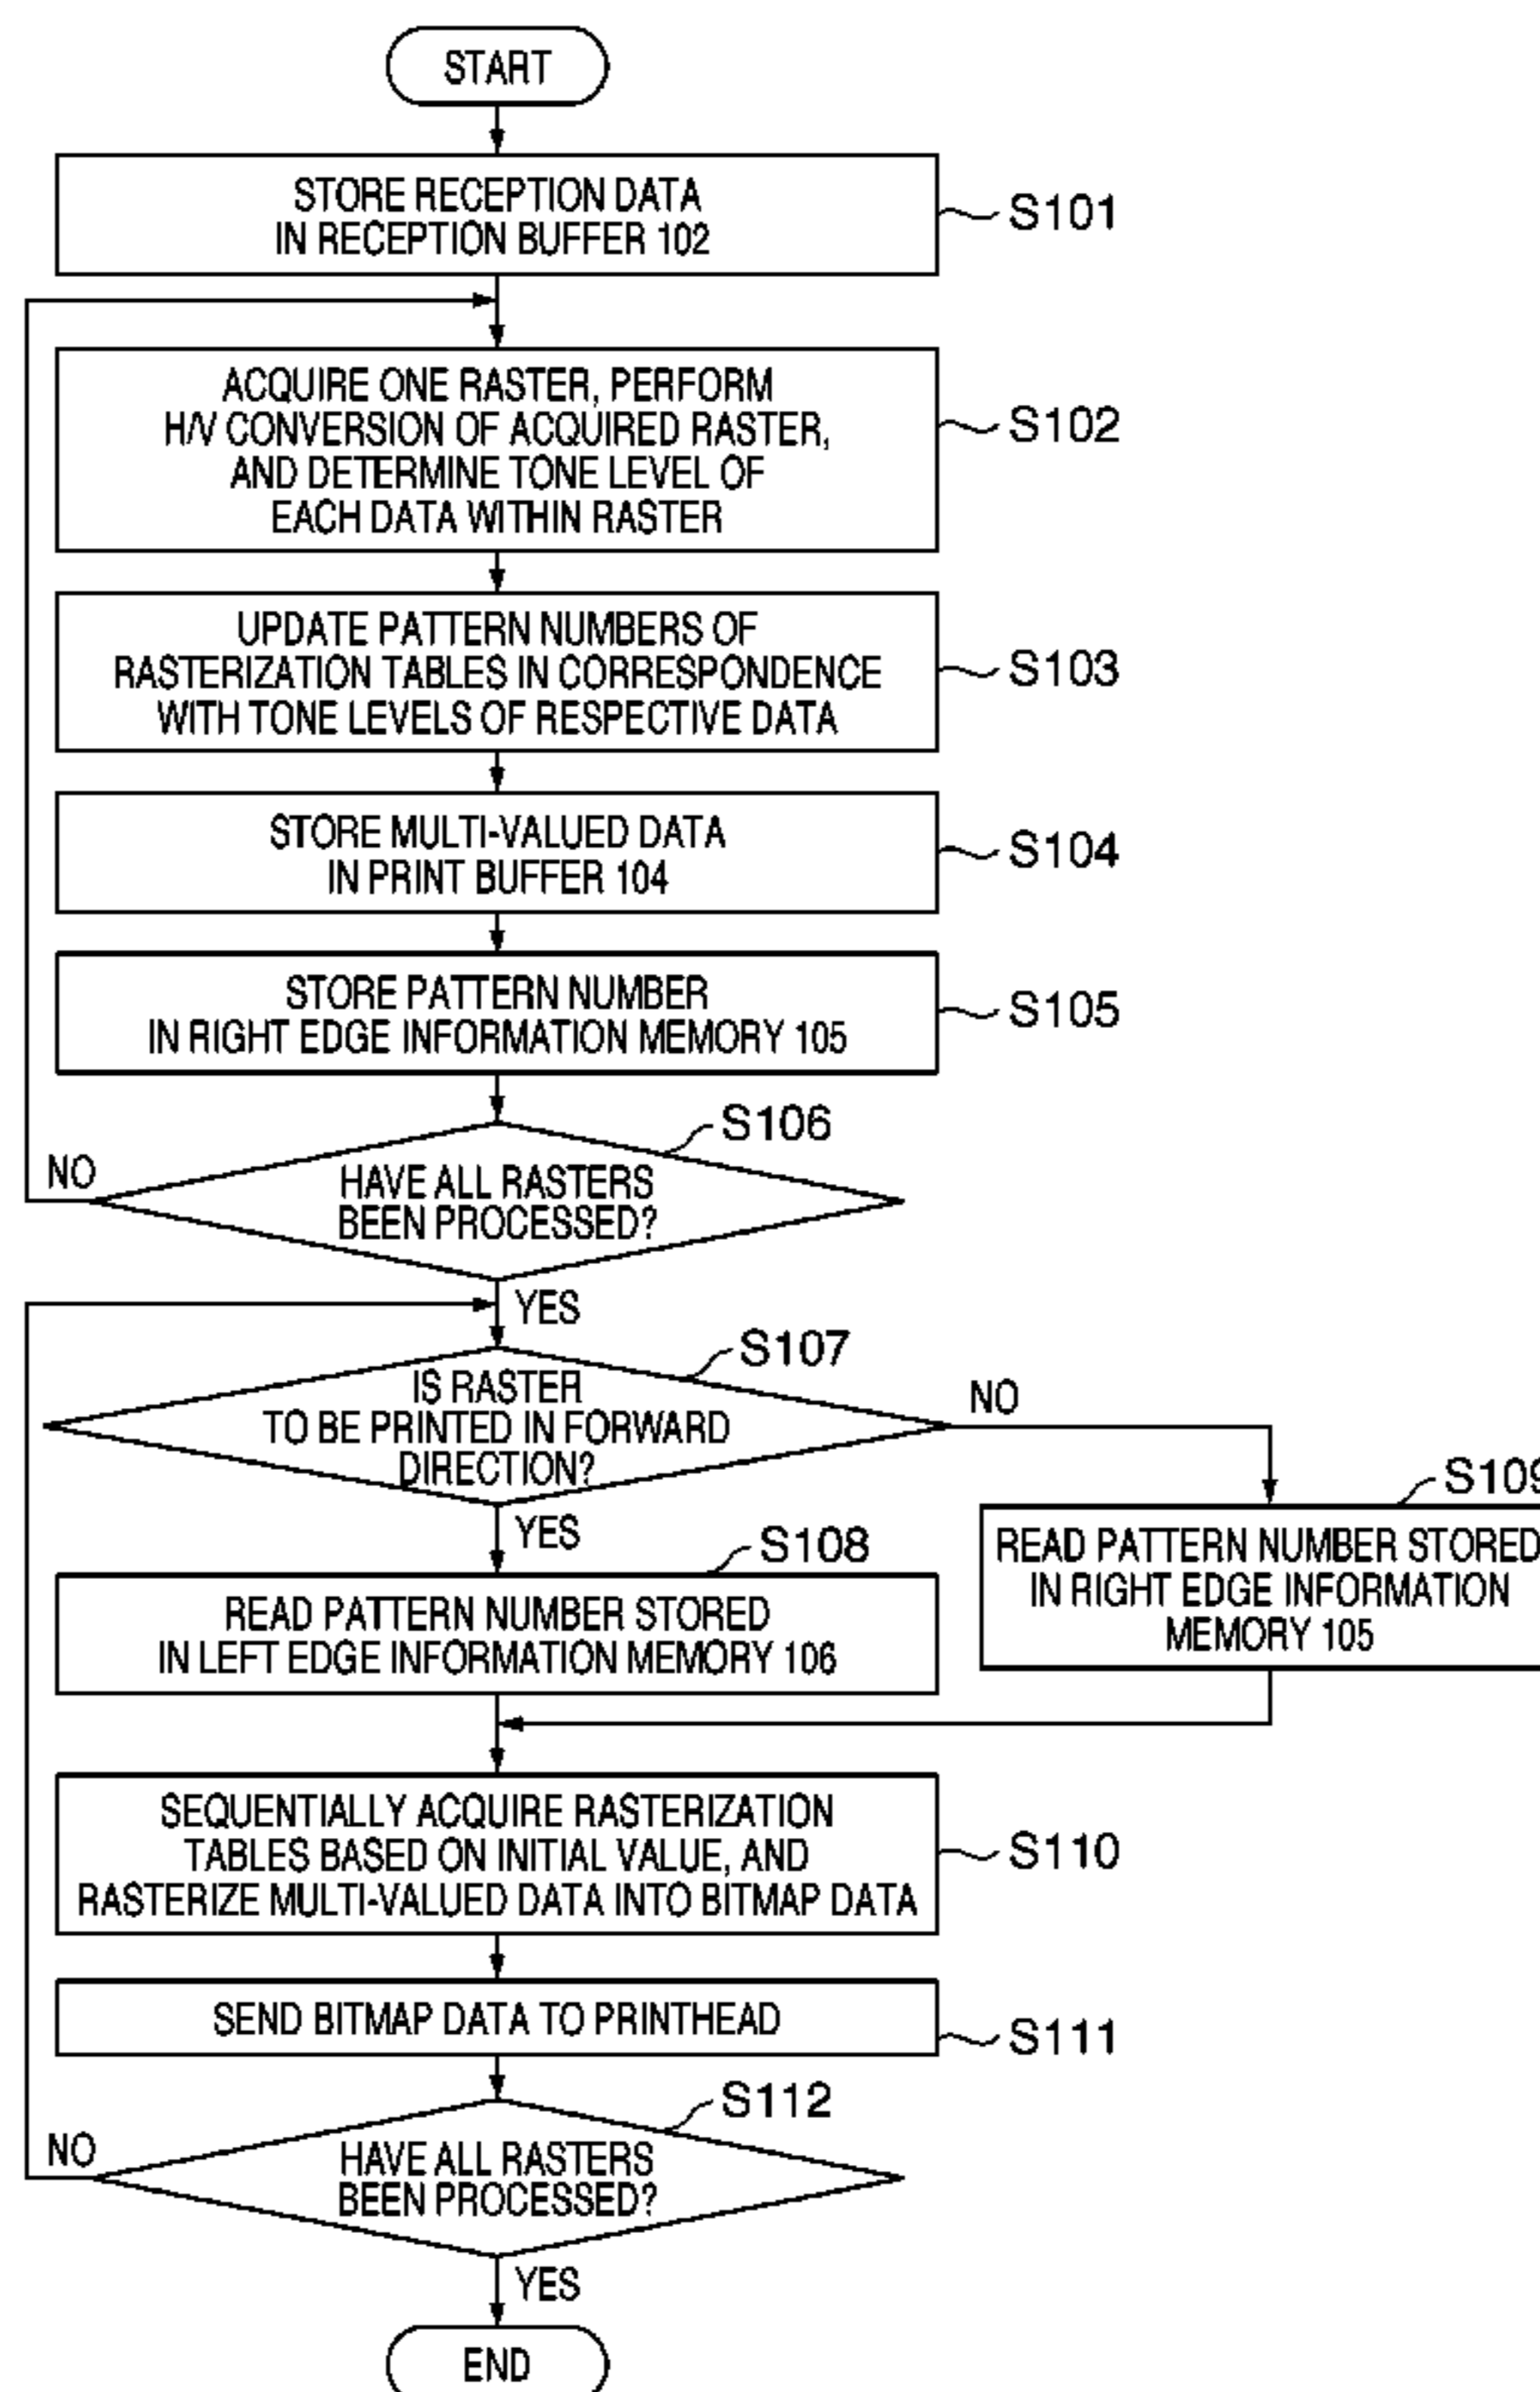 START
STORE RECEPTION DATA
IN RECEPTION BUFFER 102
S101
ACQUIRE ONE RASTER, PERFORM
H/V CONVERSION OF ACQUIRED RASTER,
AND DETERMINE TONE LEVEL OF
EACH DATA WITHIN RASTER
S102
UPDATE PATTERN NUMBERS OF
RASTERIZATION TABLES IN CORRESPONDENCE
WITH TONE LEVELS OF RESPECTIVE DATA
S103
STORE MULTI-VALUED DATA
IN PRINT BUFFER 104
S104
STORE PATTERN NUMBER
IN RIGHT EDGE INFORMATION MEMORY 105
S105
S106
NO
HAVE ALL RASTERS
BEEN PROCESSED?
YES
S107
IS RASTER
TO BE PRINTED IN FORWARD
DIRECTION?
NO
YES
S108
READ PATTERN NUMBER STORED
IN LEFT EDGE INFORMATION MEMORY 106
S109
READ PATTERN NUMBER STORED
IN RIGHT EDGE INFORMATION
MEMORY 105
SEQUENTIALLY ACQUIRE RASTERIZATION
TABLES BASED ON INITIAL VALUE, AND
RASTERIZE MULTI-VALUED DATA INTO BITMAP DATA
S110
SEND BITMAP DATA TO PRINTHEAD
S111
S112
NO
HAVE ALL RASTERS
BEEN PROCESSED?
YES
END